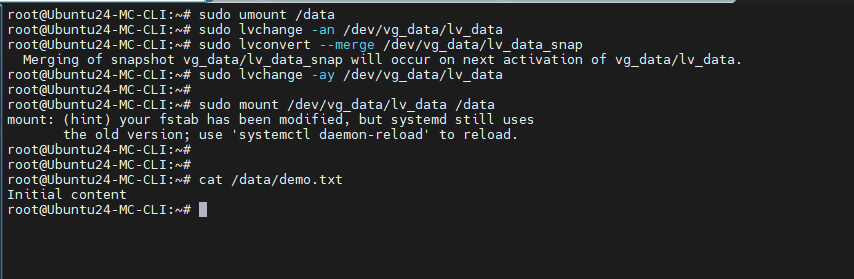 root@Ubuntu24-MC-CLI:~# sudo umount /data
root@Ubuntu24-MC-CLI:~# sudo lvchange -an /dev/vg_data/lv_data
root@Ubuntu24-MC-CLI:~# sudo lvconvert --merge /dev/vg_data/lv_data_snap
  Merging of snapshot vg_data/lv_data_snap will occur on next activation of vg_data/lv_data.
root@Ubuntu24-MC-CLI:~# sudo lvchange -ay /dev/vg_data/lv_data
root@Ubuntu24-MC-CLI:~#
root@Ubuntu24-MC-CLI:~# sudo mount /dev/vg_data/lv_data /data
mount: (hint) your fstab has been modified, but systemd still uses
       the old version; use 'systemctl daemon-reload' to reload.
root@Ubuntu24-MC-CLI:~#
root@Ubuntu24-MC-CLI:~#
root@Ubuntu24-MC-CLI:~# cat /data/demo.txt
Initial content
root@Ubuntu24-MC-CLI:~#